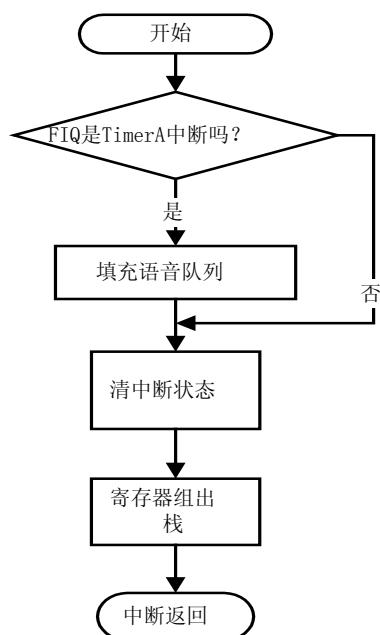 开始
FIQ是TimerA中断吗？
是
填充语音队列
否
清中断状态
寄存器组出
栈
中断返回